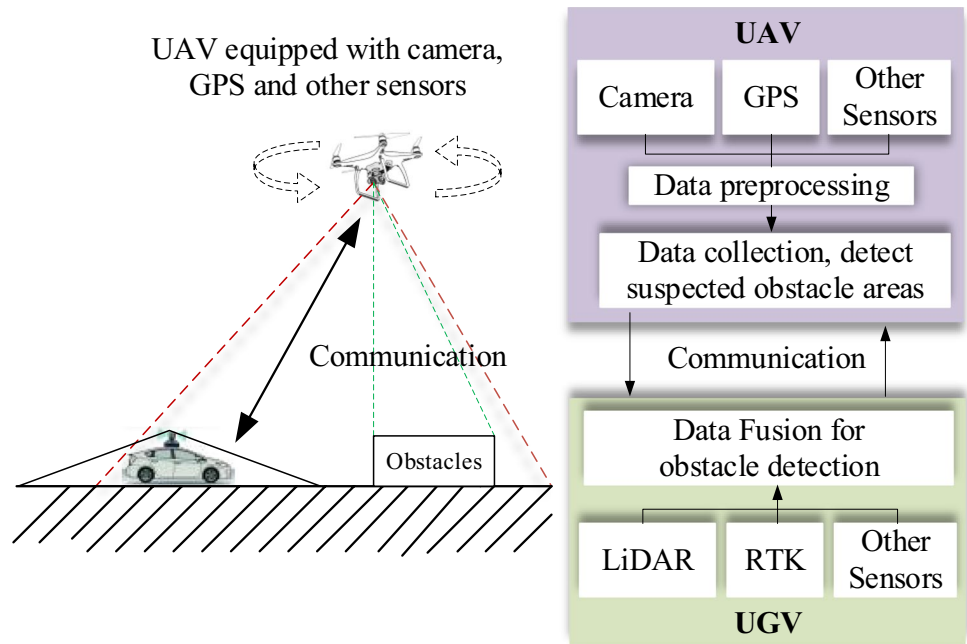 UAV equipped with camera,
GPS and other sensors
Communication
Obstacles
UAV
Camera
GPS
Other
Sensors
Data preprocessing
Data collection, detect
suspected obstacle areas
Communication
Data Fusion for
obstacle detection
LiDAR
RTK
Other
Sensors
UGV